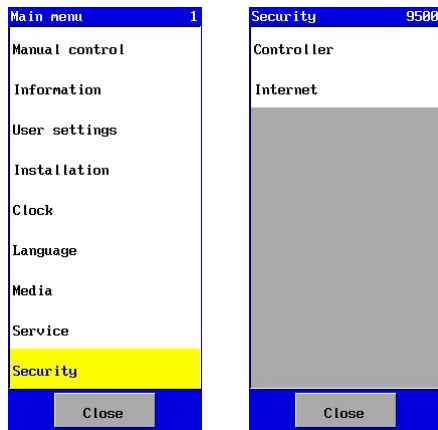 Main menu 1
Manual control
Information
User settings
Installation
Clock
Language
Media
Service
Security
Close
Security 9500
Controller
Internet
Close